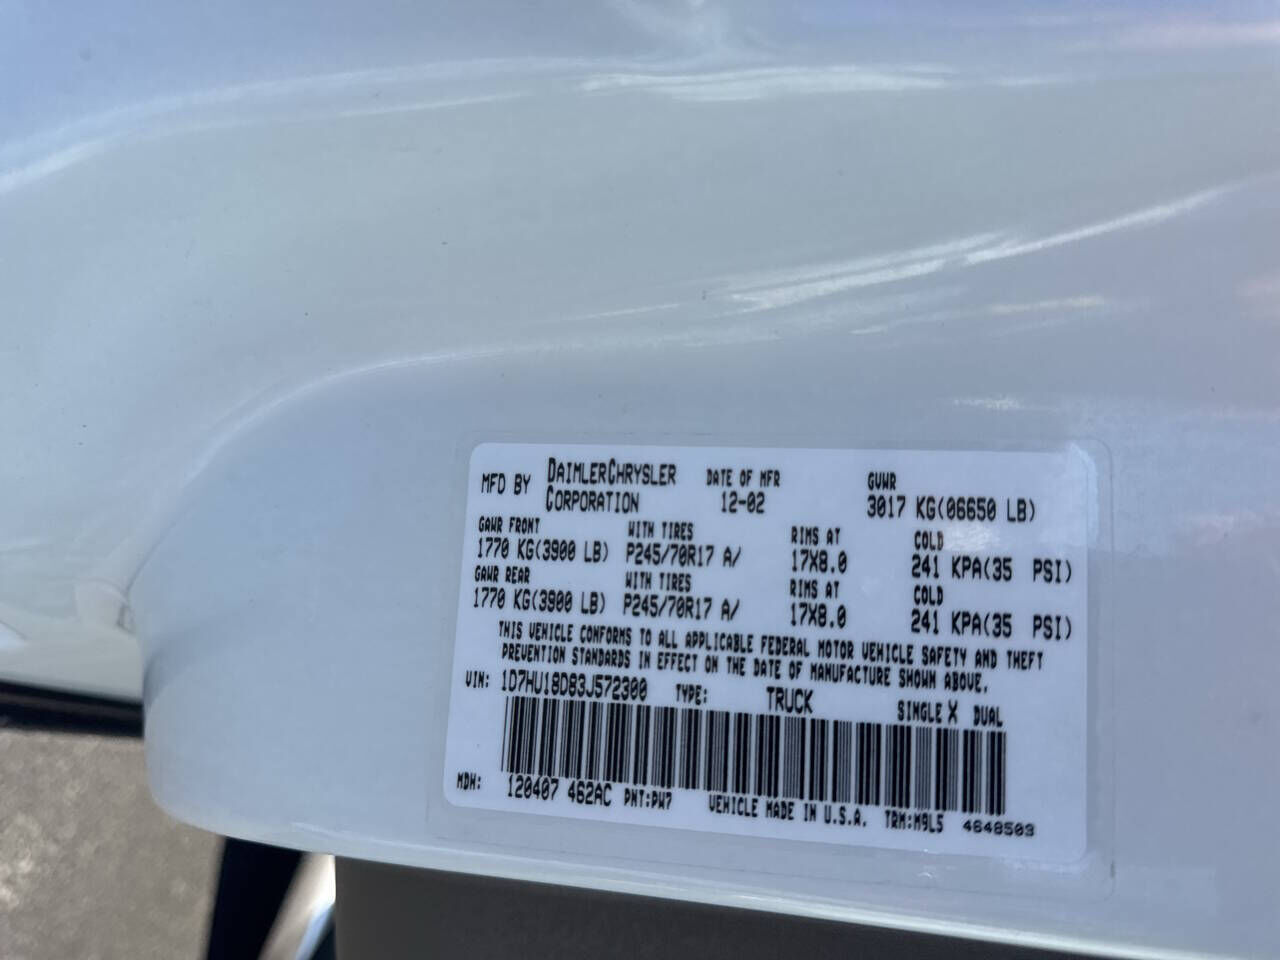 MFD BY DAIMLERCHRYSLER CORPORATION DATE OF MFR 12-02 GVWR 3017 KG(06650 LB)
GAWR FRONT WITH TIRES RIMS AT COLD
1770 KG(3900 LB) P245/70R17 A/ 17X8.0 241 KPA(35 PSI)
GAWR REAR WITH TIRES RIMS AT COLD
1770 KG(3900 LB) P245/70R17 A/ 17X8.0 241 KPA(35 PSI)
THIS VEHICLE CONFORMS TO ALL APPLICABLE FEDERAL MOTOR VEHICLE SAFETY AND THEFT
PREVENTION STANDARDS IN EFFECT ON THE DATE OF MANUFACTURE SHOWN ABOVE.
VIN: 1D7HU18D83J572300 TYPE: TRUCK SINGLE X DUAL
MDH: 120407 462AC PNT:PW7 VEHICLE MADE IN U.S.A. TRM:M9L5 4648503